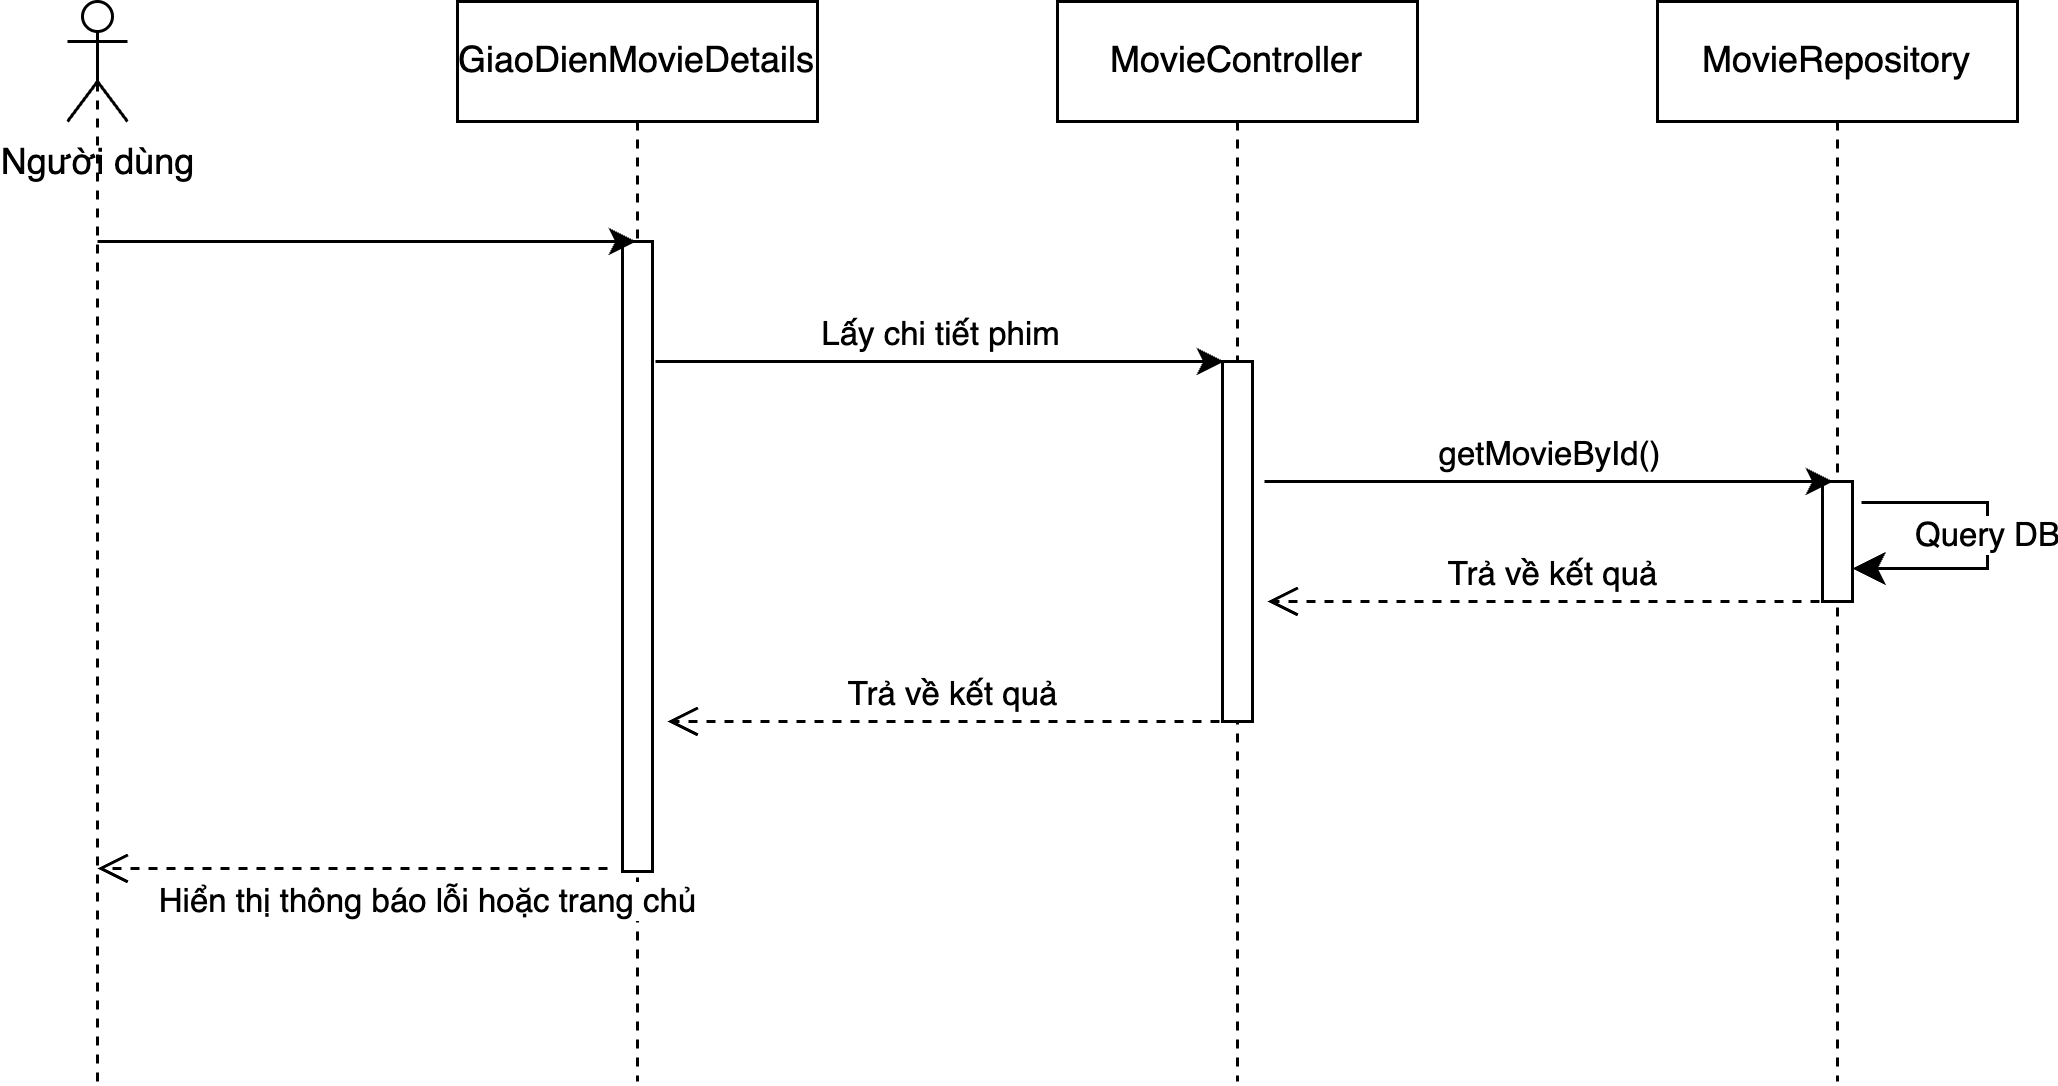 GiaoDienMovieDetails
MovieController
MovieRepository
Người dùng
Lấy chi tiết phim
getMovieById()
Query DB
Trả về kết quả
Trả về kết quả
Hiển thị thông báo lỗi hoặc trang chủ